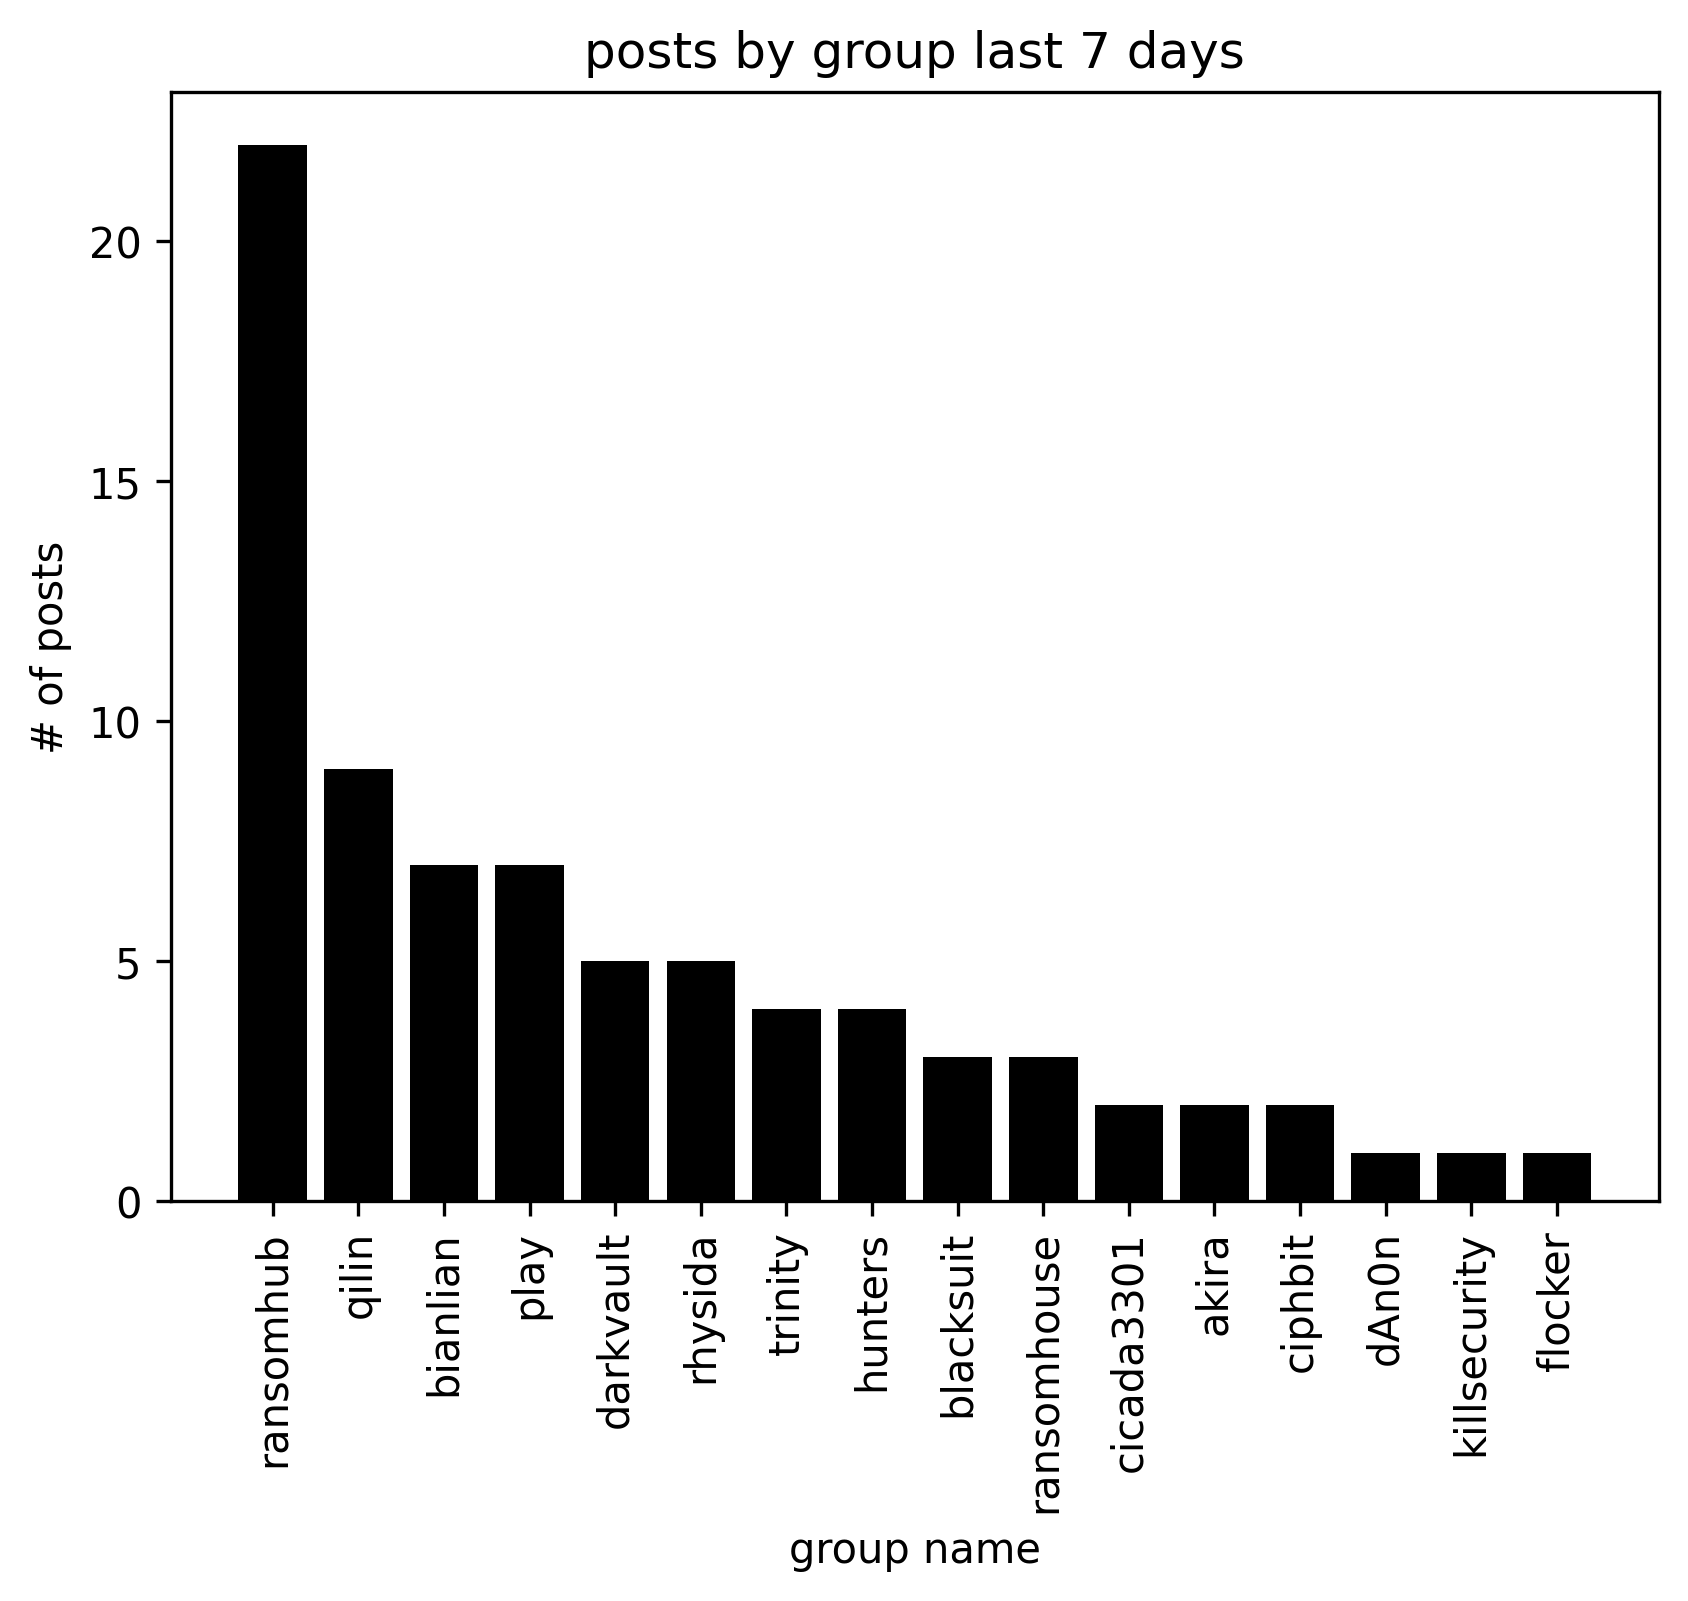 posts by group last 7 days
# of posts
20
15
10
5
0
ransomhub
qilin
bianlian
play
darkvault
rhysida
trinity
hunters
blacksuit
ransomhouse
cicada3301
akira
ciphbit
dAn0n
killsecurity
flocker
group name